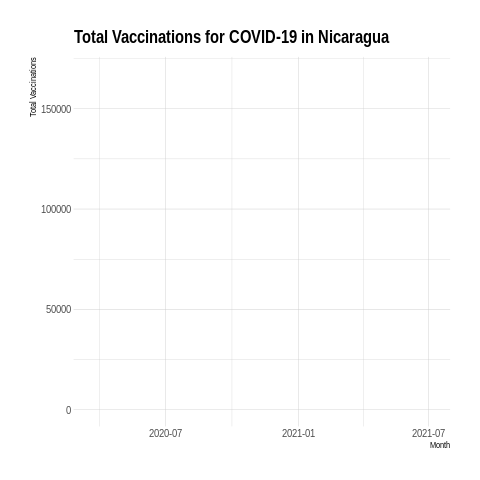 Total Vaccinations for COVID-19 in Nicaragua
Total Vaccinations
150000
100000
50000
0
2020-07
2021-01
2021-07
Month